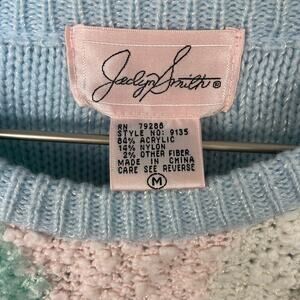 Jaclyn Smith®
RN 79288
STYLE NO: 9135
84% ACRYLIC
14% NYLON
2% OTHER FIBER
MADE IN CHINA
CARE SEE REVERSE
M